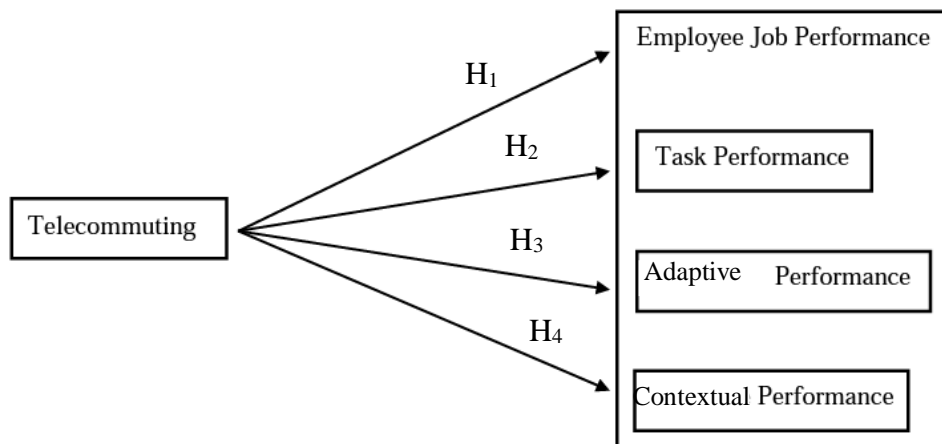 Employee Job Performance
H₁
H₂
Task Performance
Telecommuting
H₃
Adaptive Performance
H₄
Contextual Performance